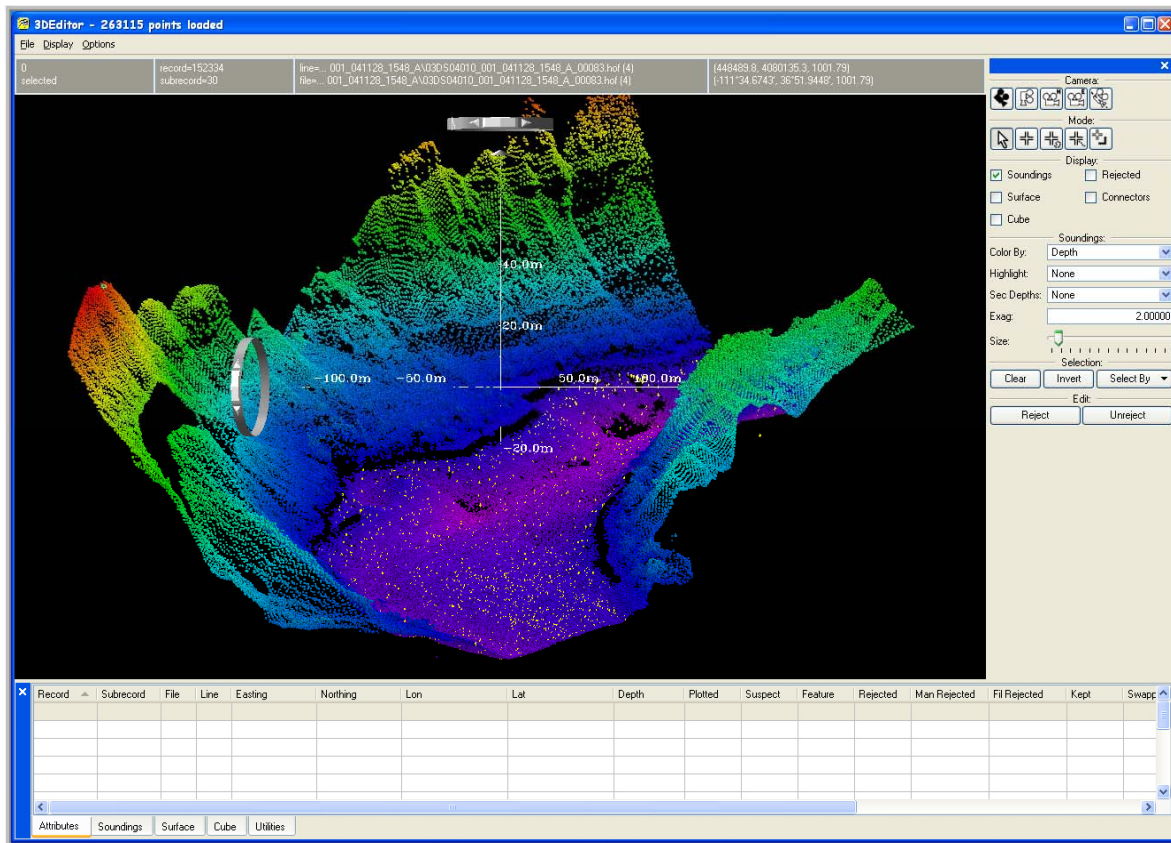 3DEditor - 263115 points loaded
File Display Options
0 record=152334 line=... 001_041128_1548_A\03DS04010_001_041128_1548_A_00083.hof (4) (448489.8, 4080135.3, 1001.79)
selected subrecord=30 file=... 001_041128_1548_A\03DS04010_001_041128_1548_A_00083.hof (4) (-111°34.6743', 36°51.9448', 1001.79)
40.0m
20.0m
-100.0m -50.0m 50.0m 100.0m
-20.0m
Camera:
Mode:
Display:
Soundings Rejected
Surface Connectors
Cube
Soundings:
Color By: Depth
Highlight: None
Sec Depths: None
Exag: 2.00000
Size:
Selection:
Clear Invert Select By
Edit:
Reject Unreject
Record Subrecord File Line Easting Northing Lon Lat Depth Plotted Suspect Feature Rejected Man Rejected Fil Rejected Kept Swapp
Attributes Soundings Surface Cube Utilities